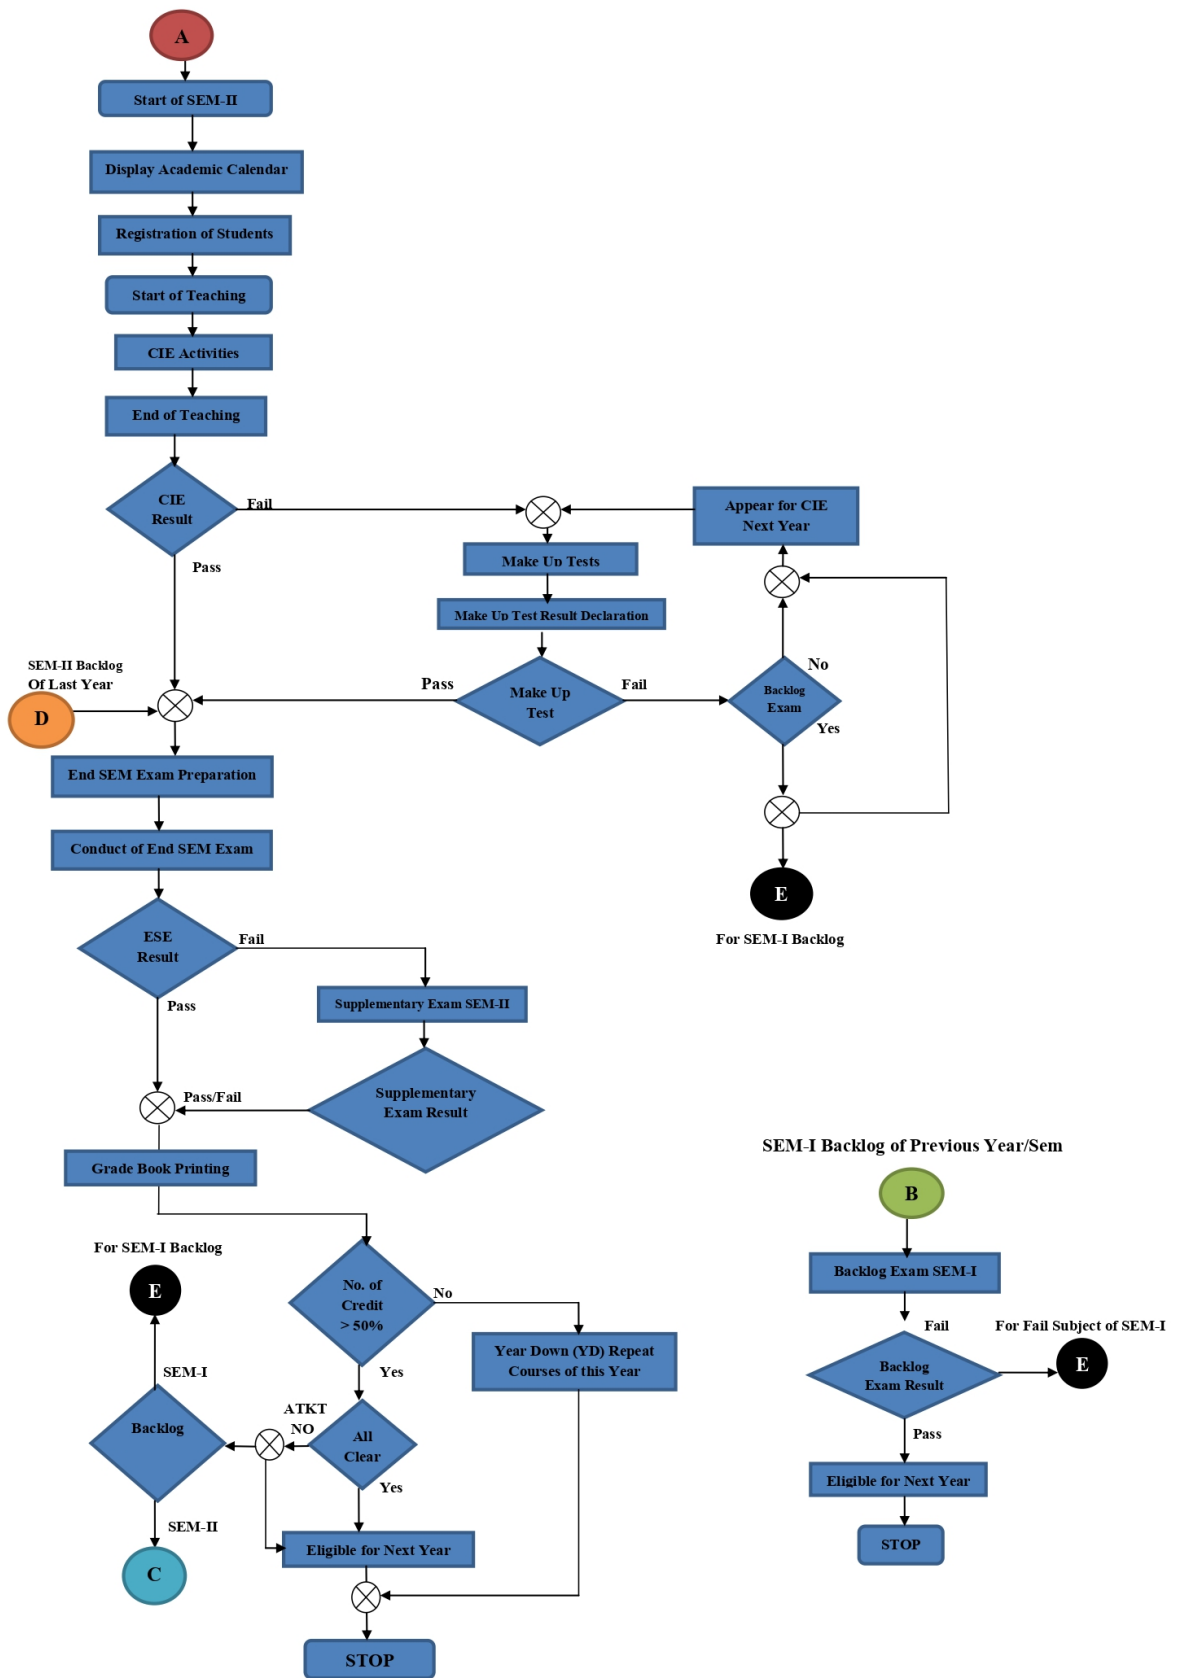 A
Start of SEM-II
Display Academic Calendar
Registration of Students
Start of Teaching
CIE Activities
End of Teaching
CIE
Result
Fail
Pass
Appear for CIE
Next Year
Make Up Tests
Make Up Test Result Declaration
Make Up
Test
Pass
Fail
Backlog
Exam
No
Yes
SEM-II Backlog
Of Last Year
D
End SEM Exam Preparation
Conduct of End SEM Exam
E
For SEM-I Backlog
ESE
Result
Fail
Pass
Supplementary Exam SEM-II
Supplementary
Exam Result
Pass/Fail
Grade Book Printing
SEM-I Backlog of Previous Year/Sem
B
Backlog Exam SEM-I
Fail
For Fail Subject of SEM-I
Backlog
Exam Result
E
Pass
Eligible for Next Year
STOP
For SEM-I Backlog
E
No. of
Credit
> 50%
No
Yes
Year Down (YD) Repeat
Courses of this Year
SEM-I
Backlog
ATKT
NO
All
Clear
Yes
SEM-II
C
Eligible for Next Year
STOP